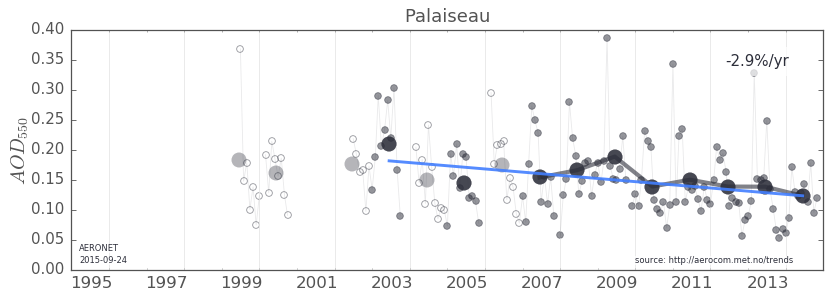 Palaiseau
0.40
0.35
0.30
0.25
0.20
0.15
0.10
0.05
0.00
AOD550
-2.9%/yr
AERONET
2015-09-24
source: http://aerocom.met.no/trends
1995 1997 1999 2001 2003 2005 2007 2009 2011 2013